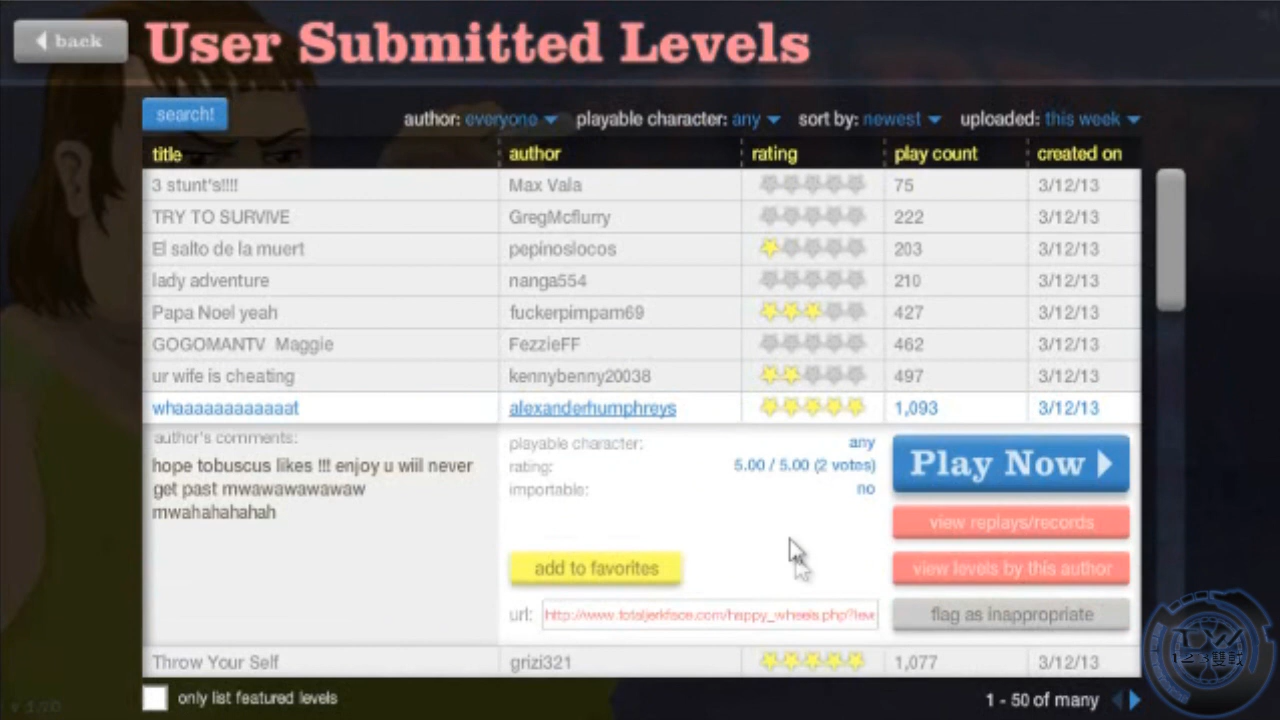 back
User Submitted Levels
search!
author: everyone playable character: any sort by: newest uploaded: this week
title author rating play count created on
3 stunt's!!!! Max Vala 75 3/12/13
TRY TO SURVIVE GregMcflurry 222 3/12/13
El salto de la muert pepinoslocos 203 3/12/13
lady adventure nanga554 210 3/12/13
Papa Noel yeah fuckerpimpam69 427 3/12/13
GOGOMANTV Maggie FezzieFF 462 3/12/13
ur wife is cheating kennybenny20038 497 3/12/13
whaaaaaaaaaaaat alexanderhumphreys 1,093 3/12/13
author's comments:
hope tobuscus likes !!! enjoy u will never
get past mwawawawawaw
mwahahahahah
playable character: any
rating: 5.00 / 5.00 (2 votes)
importable: no
add to favorites
url: http://www.totaljerkface.com/happy_wheels.php?leve
Play Now
view replays/records
view levels by this author
flag as inappropriate
Throw Your Self grizi321 1,077 3/12/13
only list featured levels
1 - 50 of many
v 1.70
TW